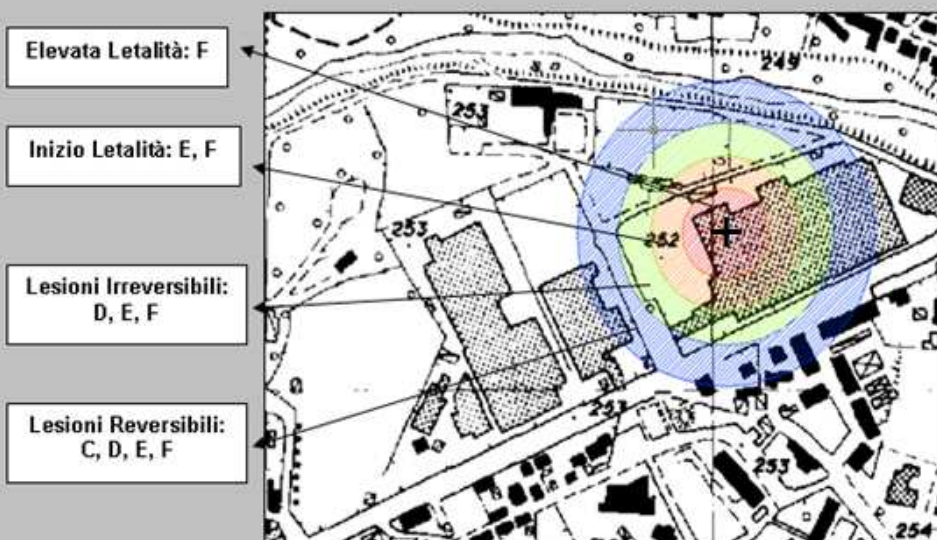 Elevata Letalità: F
Inizio Letalità: E, F
Lesioni Irreversibili:
D, E, F
Lesioni Reversibili:
C, D, E, F
249
253
253
252
253
253
254